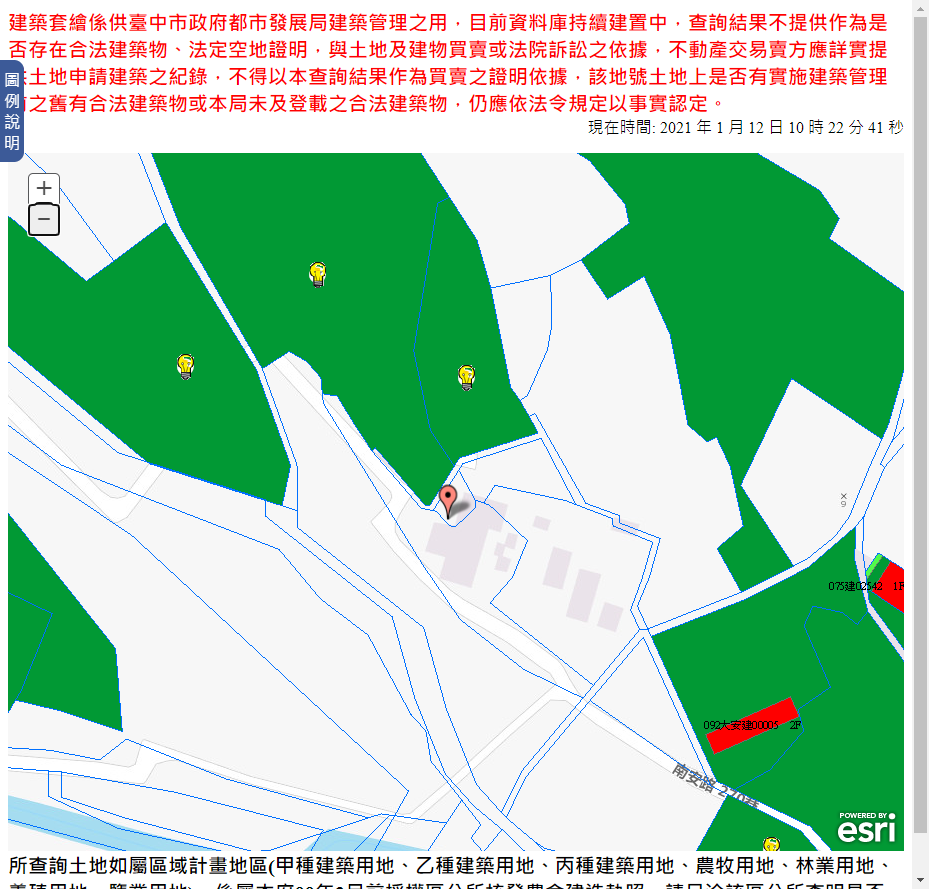 建築套繪係供臺中市政府都市發展局建築管理之用，目前資料庫持續建置中，查詢結果不提供作為是
否存在合法建築物、法定空地證明，與土地及建物買賣或法院訴訟之依據，不動產交易賣方應詳實提
土地申請建築之紀錄，不得以本查詢結果作為買賣之證明依據，該地號土地上是否有實施建築管理
之舊有合法建築物或本局未及登載之合法建築物，仍應依法令規定以事實認定。
圖例說明
現在時間: 2021 年 1 月 12 日 10 時 22 分 41 秒
+
−
075建02542 1F
092大安建00005 2F
南安路 270巷
POWERED BY
esri
所查詢土地如屬區域計畫地區(甲種建築用地、乙種建築用地、丙種建築用地、農牧用地、林業用地、